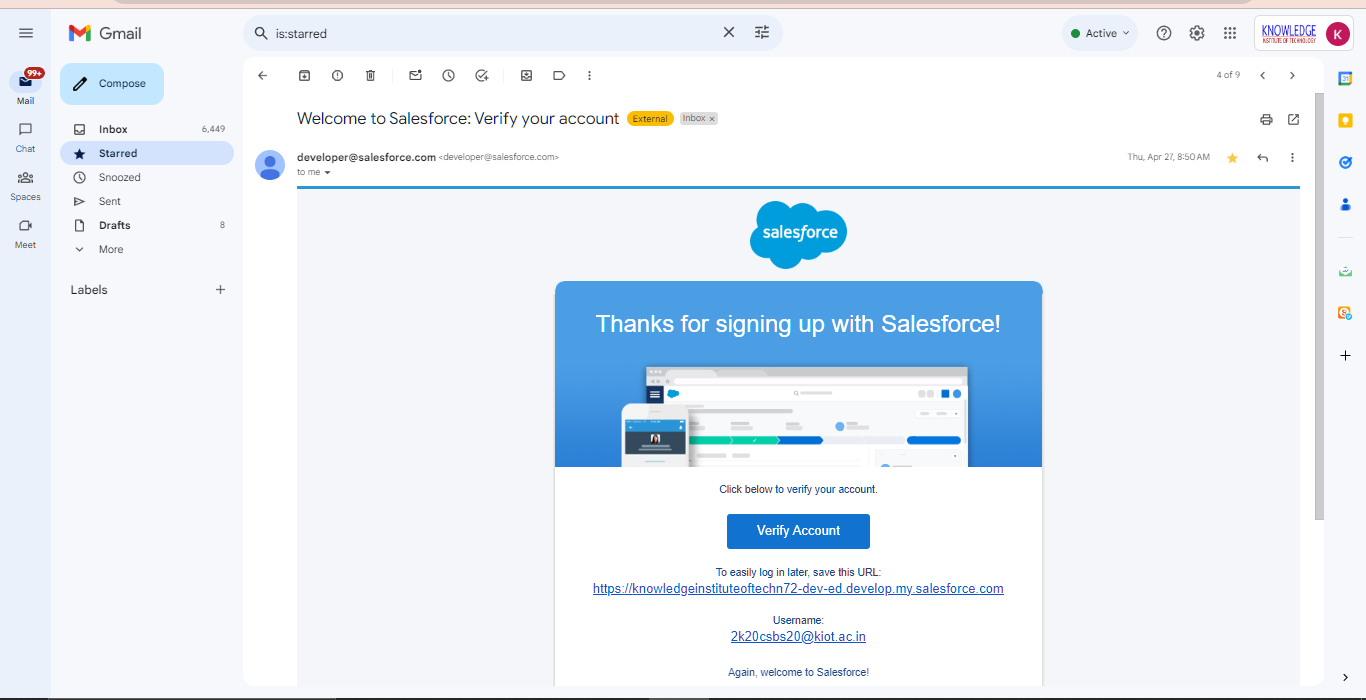 Gmail
is:starred
Active
KNOWLEDGE
INSTITUTE OF TECHNOLOGY
K
99+
Mail
Chat
Spaces
Meet
Compose
Inbox 6,449
Starred
Snoozed
Sent
Drafts 8
More
Labels
4 of 9
Welcome to Salesforce: Verify your account External Inbox x
developer@salesforce.com <developer@salesforce.com>
to me
Thu, Apr 27, 8:50 AM
salesforce
Thanks for signing up with Salesforce!
Click below to verify your account.
Verify Account
To easily log in later, save this URL:
https://knowledgeinstituteoftechn72-dev-ed.develop.my.salesforce.com
Username:
2k20csbs20@kiot.ac.in
Again, welcome to Salesforce!
31